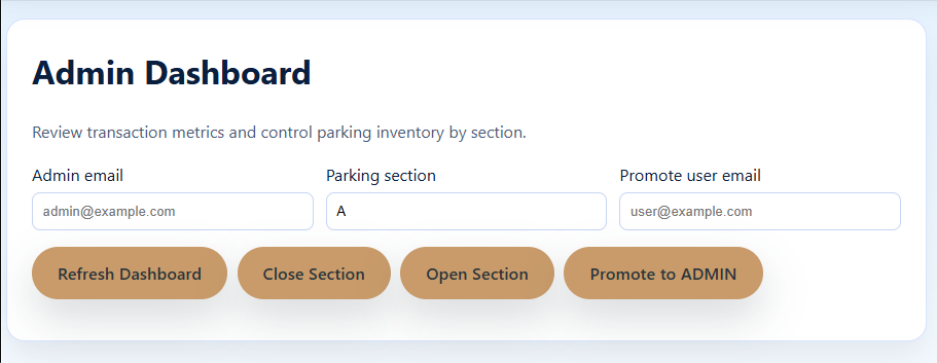 Admin Dashboard
Review transaction metrics and control parking inventory by section.
Admin email
Parking section
Promote user email
admin@example.com
A
user@example.com
Refresh Dashboard
Close Section
Open Section
Promote to ADMIN